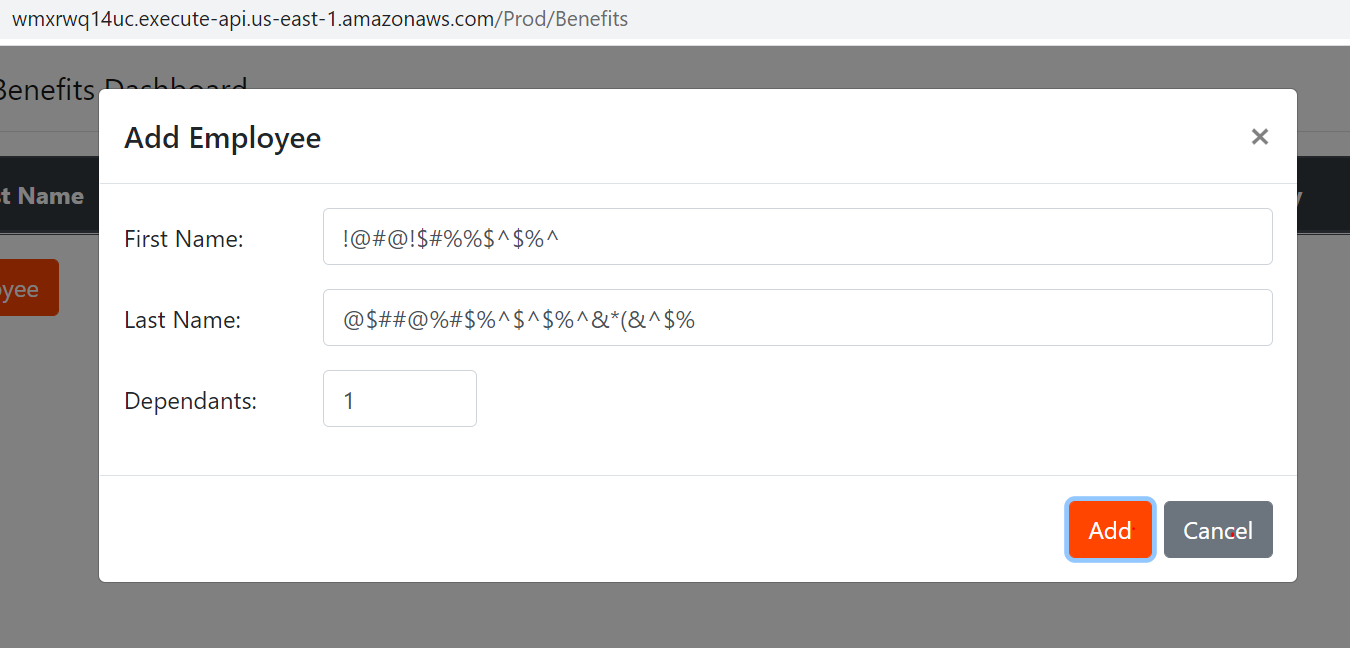 wmxrwq14uc.execute-api.us-east-1.amazonaws.com/Prod/Benefits
Benefits Dashboard
Add Employee ×
t Name
First Name: !@#@!$#%%$^$%^
yee
Last Name: @$##@%#$%^$^$%^&*(&^$%
Dependants: 1
Add Cancel